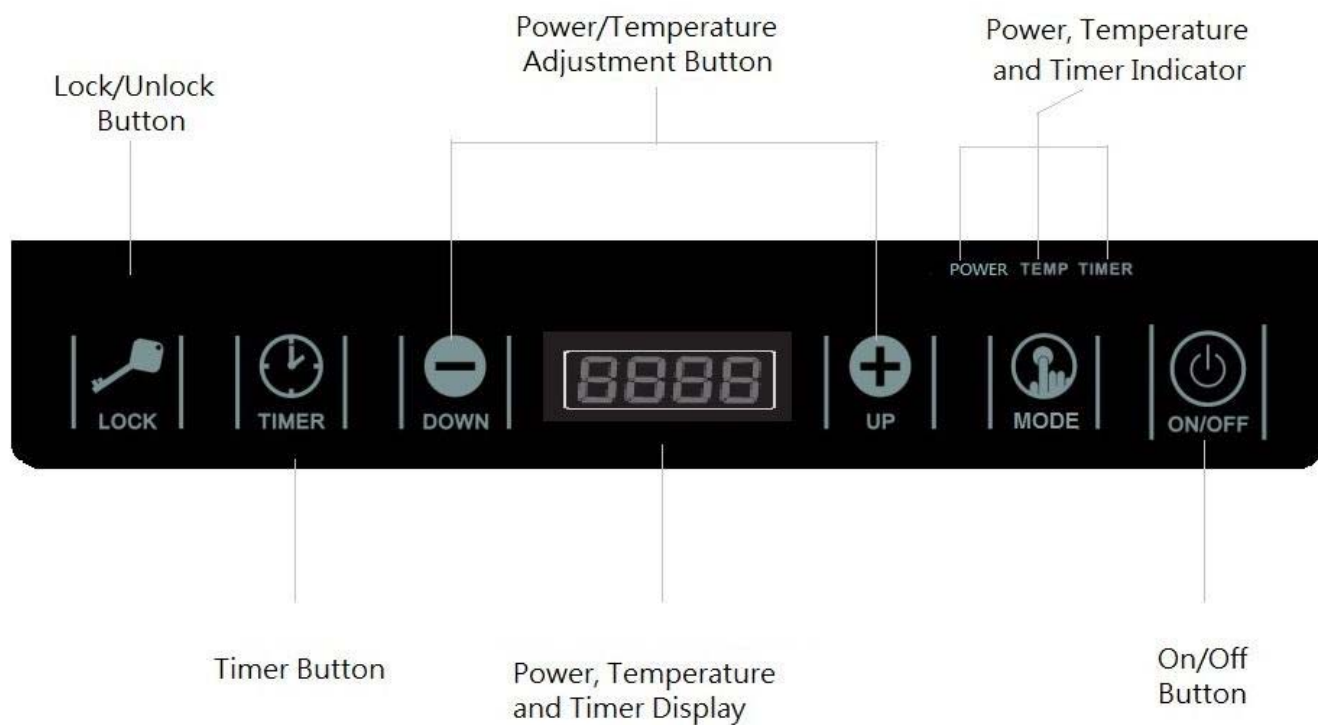 Power/Temperature
Adjustment Button
Power, Temperature
and Timer Indicator
Lock/Unlock
Button
POWER TEMP TIMER
8888
LOCK
TIMER
DOWN
UP
MODE
ON/OFF
Timer Button
Power, Temperature
and Timer Display
On/Off
Button